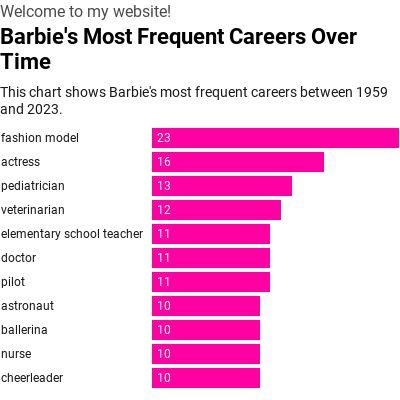 Welcome to my website!
Barbie's Most Frequent Careers Over
Time
This chart shows Barbie's most frequent careers between 1959
and 2023.
fashion model 23
actress 16
pediatrician 13
veterinarian 12
elementary school teacher 11
doctor 11
pilot 11
astronaut 10
ballerina 10
nurse 10
cheerleader 10